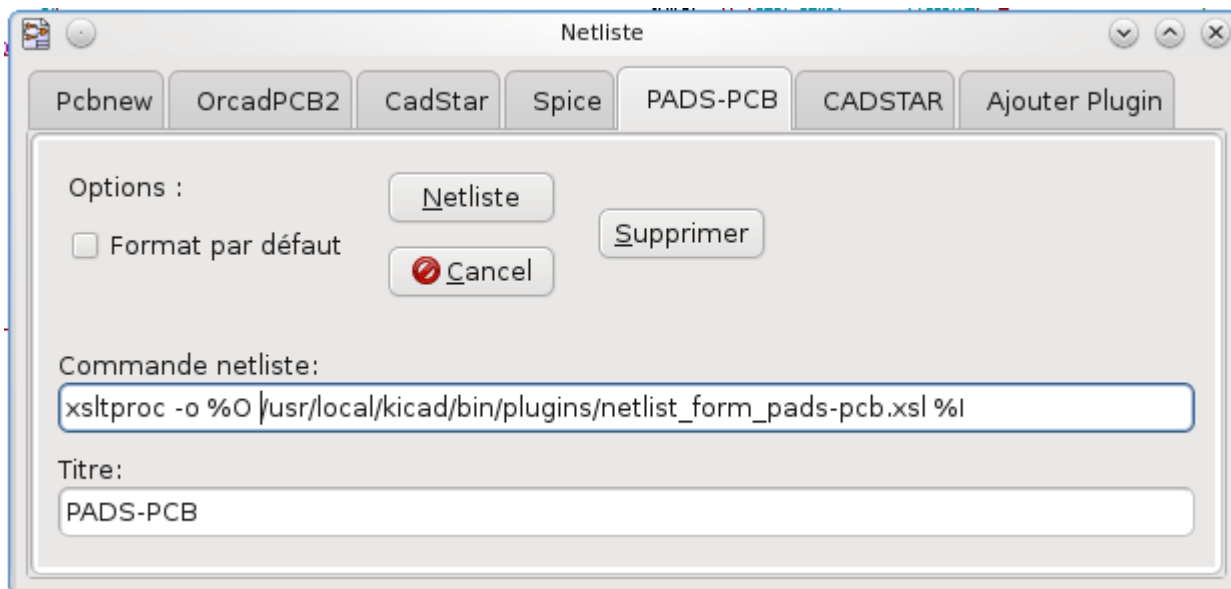 Netliste
Pcbnew OrcadPCB2 CadStar Spice PADS-PCB CADSTAR Ajouter Plugin
Options :
Netliste
Supprimer
Format par défaut
Cancel
Commande netliste:
xsltproc -o %O /usr/local/kicad/bin/plugins/netlist_form_pads-pcb.xsl %I
Titre:
PADS-PCB